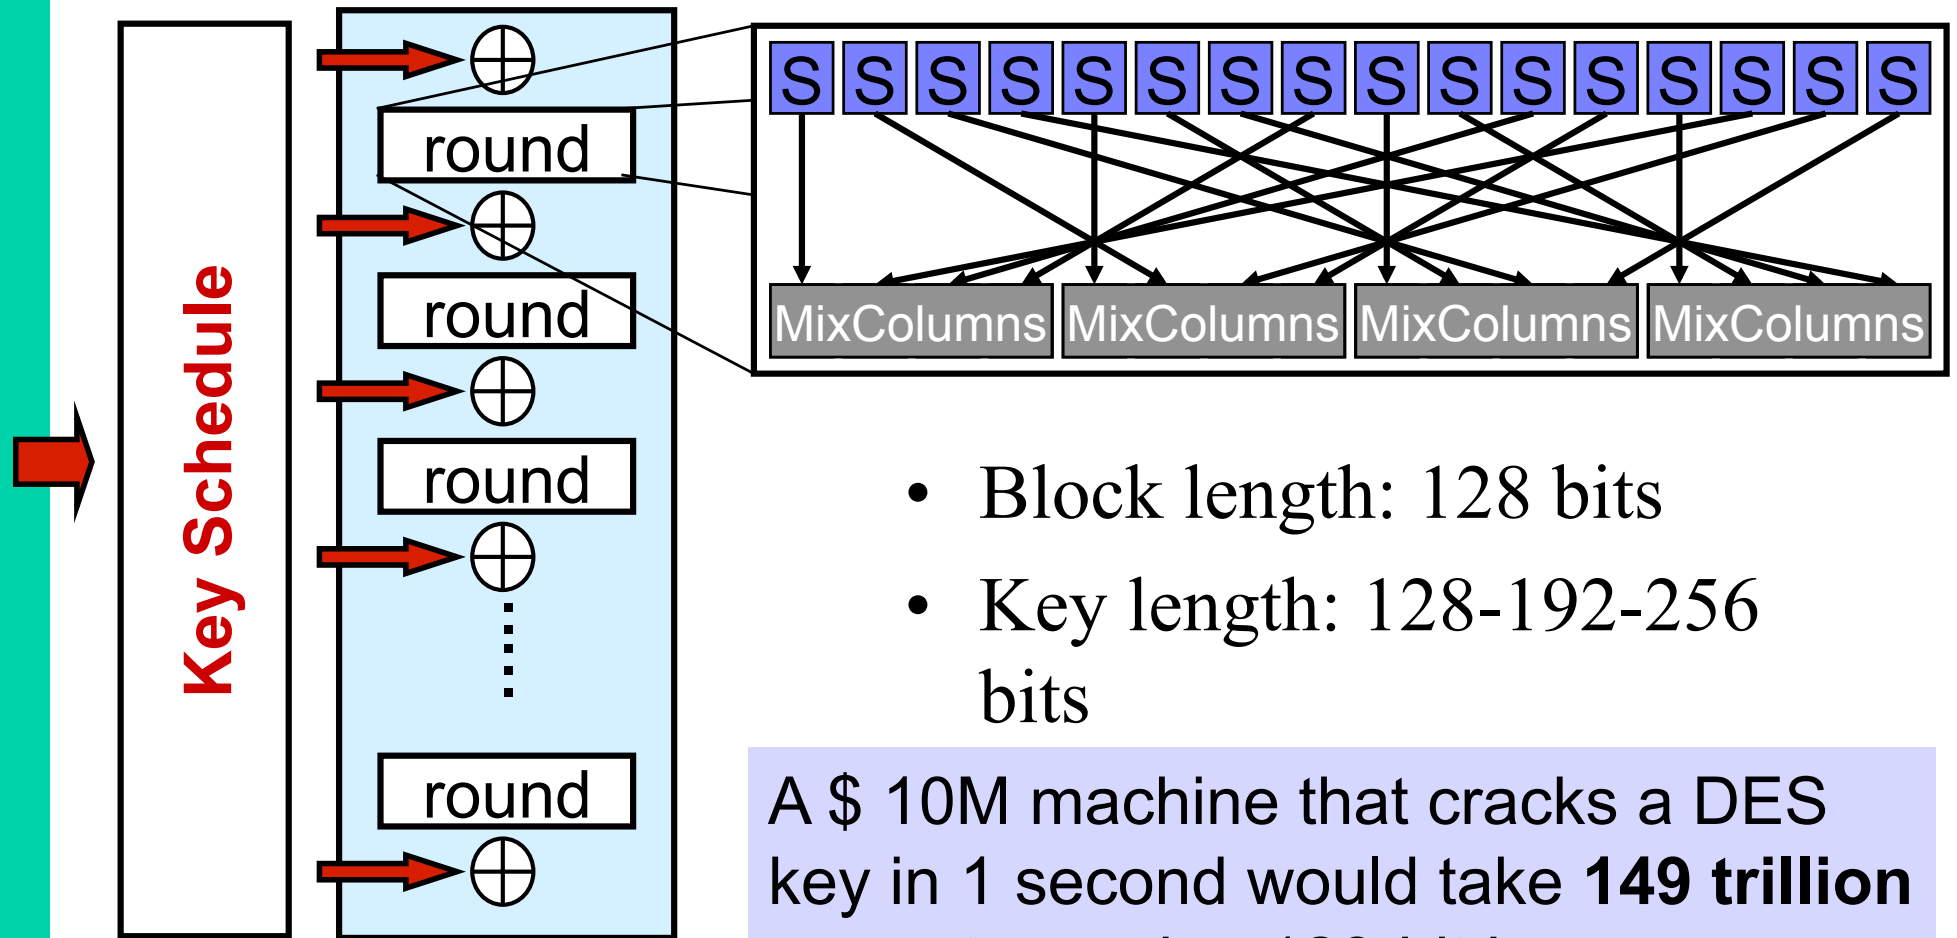 Key Schedule
round
round
round
round
S S S S S S S S S S S S S S S S
MixColumns MixColumns MixColumns MixColumns
• Block length: 128 bits
• Key length: 128-192-256
bits
A $ 10M machine that cracks a DES
key in 1 second would take 149 trillion